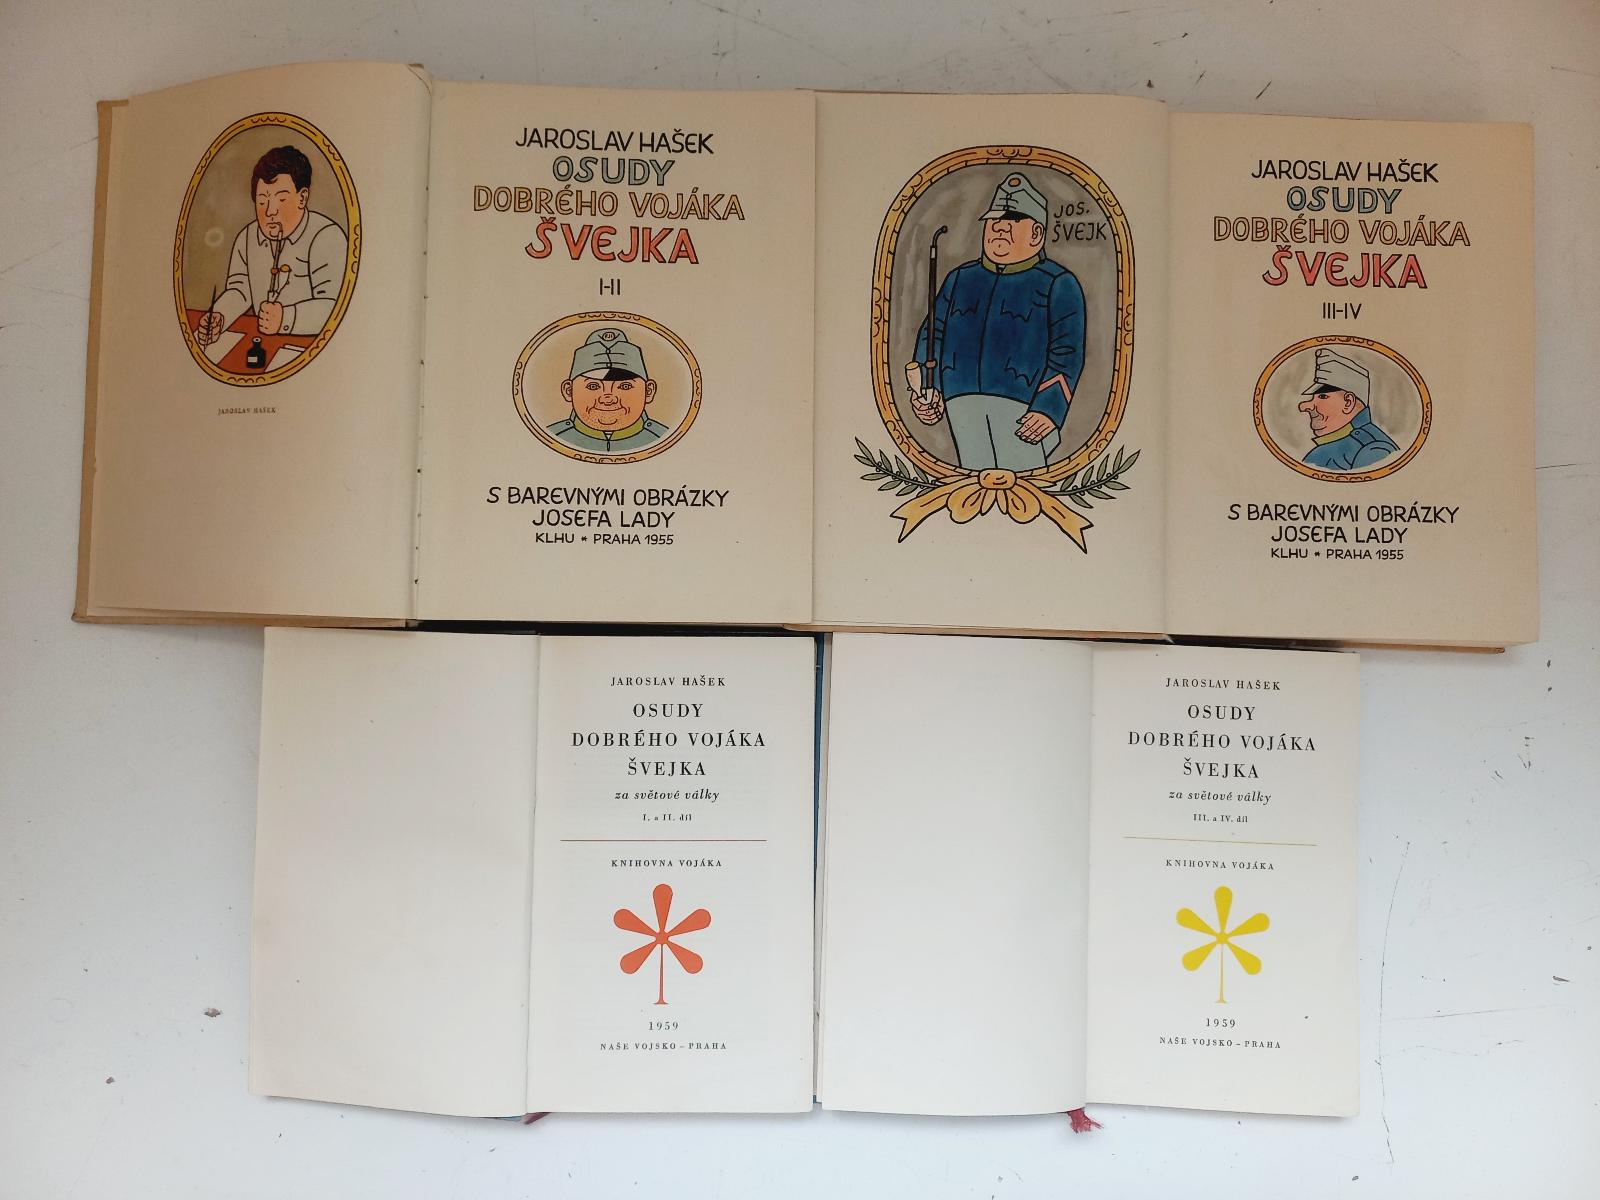 JAROSLAV HAŠEK
JAROSLAV HAŠEK
OSUDY
DOBRÉHO VOJÁKA
ŠVEJKA
I-II
S BAREVNÝMI OBRÁZKY
JOSEFA LADY
KLHU * PRAHA 1955
JOS.
ŠVEJK
JAROSLAV HAŠEK
OSUDY
DOBRÉHO VOJÁKA
ŠVEJKA
III-IV
S BAREVNÝMI OBRÁZKY
JOSEFA LADY
KLHU * PRAHA 1955
JAROSLAV HAŠEK
OSUDY
DOBRÉHO VOJÁKA
ŠVEJKA
za světové války
I. a II. díl
KNIHOVNA VOJÁKA
1959
NAŠE VOJSKO – PRAHA
JAROSLAV HAŠEK
OSUDY
DOBRÉHO VOJÁKA
ŠVEJKA
za světové války
III. a IV. díl
KNIHOVNA VOJÁKA
1959
NAŠE VOJSKO – PRAHA